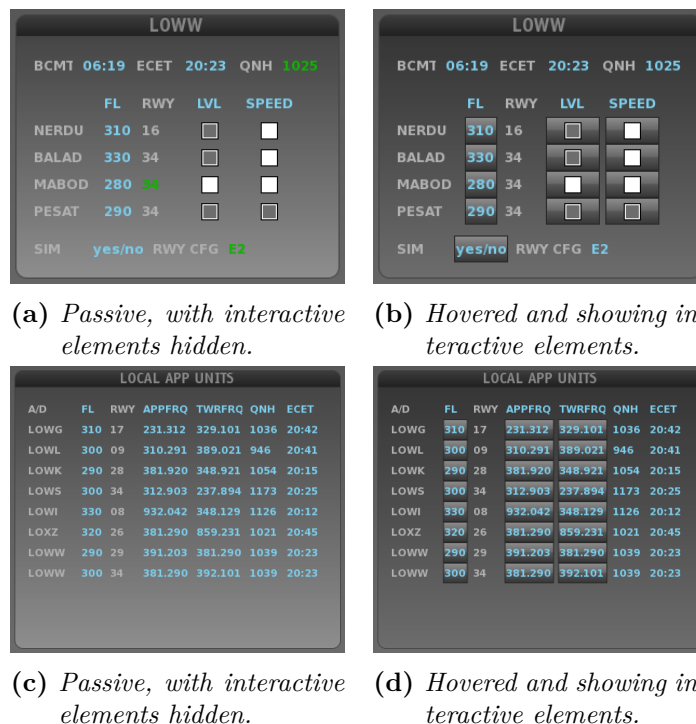 LOWW
BCMT 06:19 ECET 20:23 QNH 1025
FL RWY LVL SPEED
NERDU 310 16
BALAD 330 34
MABOD 280
PESAT 290 34
SIM yes/no RWY CFG E2
LOWW
BCMT 06:19 ECET 20:23 QNH 1025
FL RWY LVL SPEED
NERDU 310 16
BALAD 330 34
MABOD 280 34
PESAT 290 34
SIM yes/no RWY CFG E2
(a) Passive, with interactive
elements hidden.
(b) Hovered and showing in
teractive elements.
LOCAL APP UNITS
A/D FL RWY APPFRQ TWRFRQ QNH ECET
LOWG 310 17 231.312 329.101 1036 20:42
LOWL 300 09 310.291 389.021 946 20:41
LOWK 290 28 381.920 348.921 1054 20:15
LOWS 300 34 312.903 237.894 1173 20:25
LOWI 330 08 932.042 348.129 1126 20:12
LOXZ 320 26 381.290 859.231 1021 20:45
LOWW 290 29 391.203 381.290 1039 20:23
LOWW 300 34 381.290 392.101 1039 20:23
LOCAL APP UNITS
A/D FL RWY APPFRQ TWRFRQ QNH ECET
LOWG 310 17 231.312 329.101 1036 20:42
LOWL 300 09 310.291 389.021 946 20:41
LOWK 290 28 381.920 348.921 1054 20:15
LOWS 300 34 312.903 237.894 1173 20:25
LOWI 330 08 932.042 348.129 1126 20:12
LOXZ 320 26 381.290 859.231 1021 20:45
LOWW 290 29 391.203 381.290 1039 20:23
LOWW 300 34 381.290 392.101 1039 20:23
(c) Passive, with interactive
elements hidden.
(d) Hovered and showing in
teractive elements.